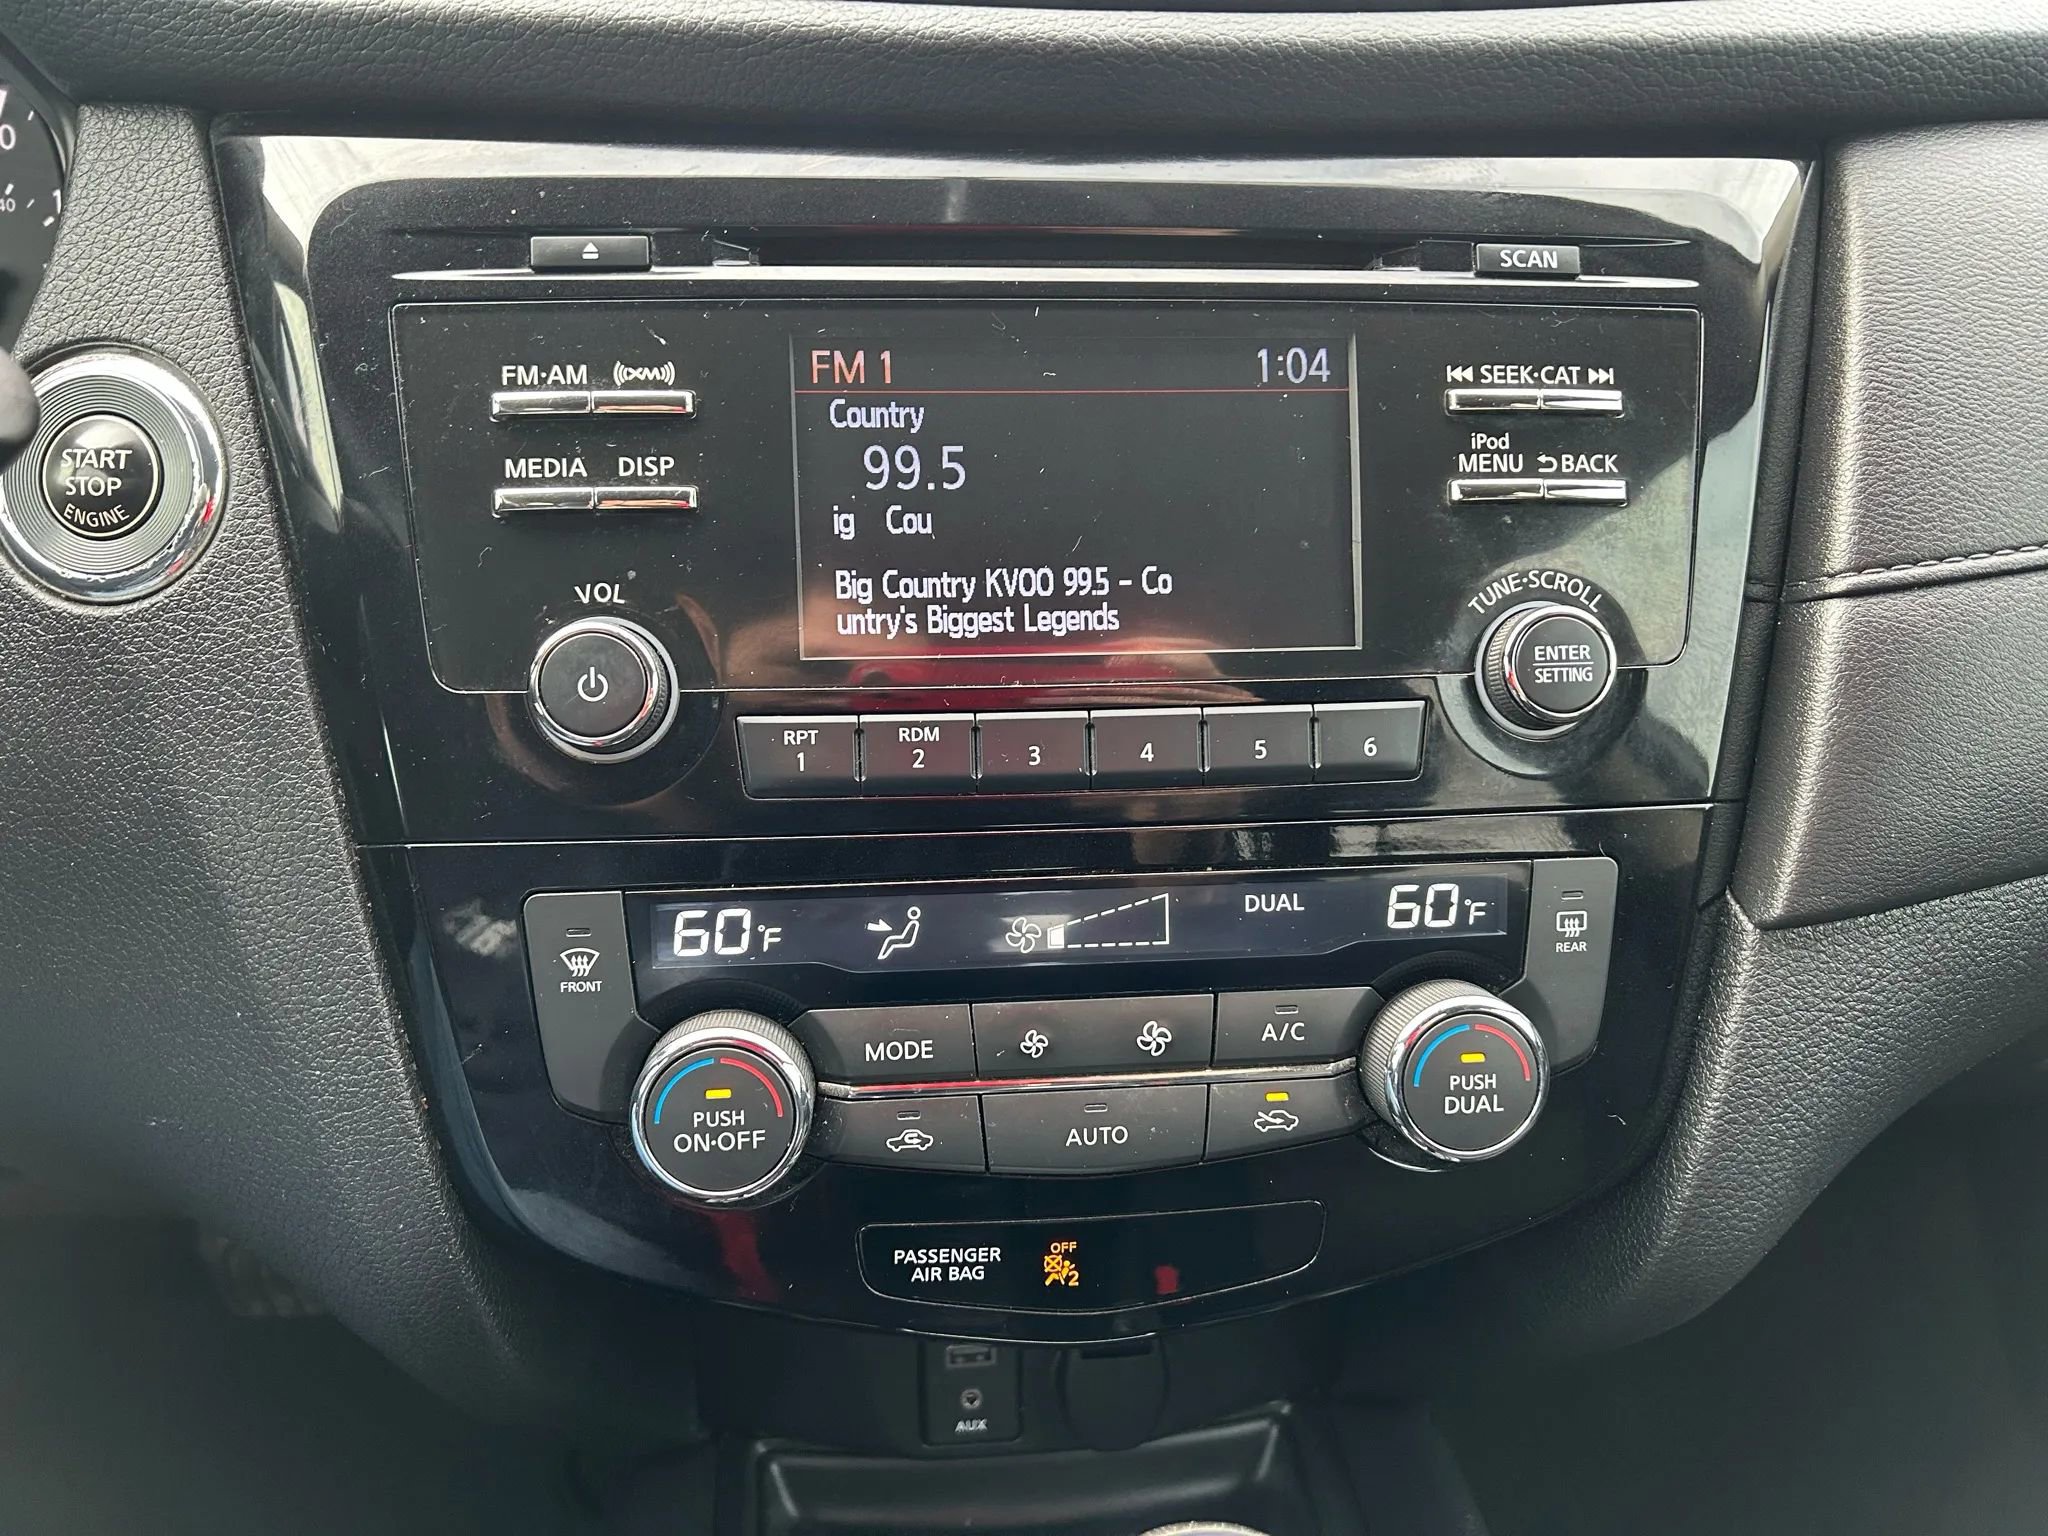 SCAN
FM·AM XM
FM 1 1:04
SEEK·CAT
Country
99.5
iPod
MENU BACK
MEDIA DISP
START
STOP
ENGINE
ig Cou
Big Country KVOO 99.5 - Co
untry's Biggest Legends
VOL
TUNE·SCROLL
ENTER
SETTING
RPT
1
RDM
2
3
4
5
6
60°F DUAL 60°F
FRONT
REAR
MODE
A/C
PUSH
ON·OFF
AUTO
PUSH
DUAL
PASSENGER
AIR BAG
OFF
2
AUX